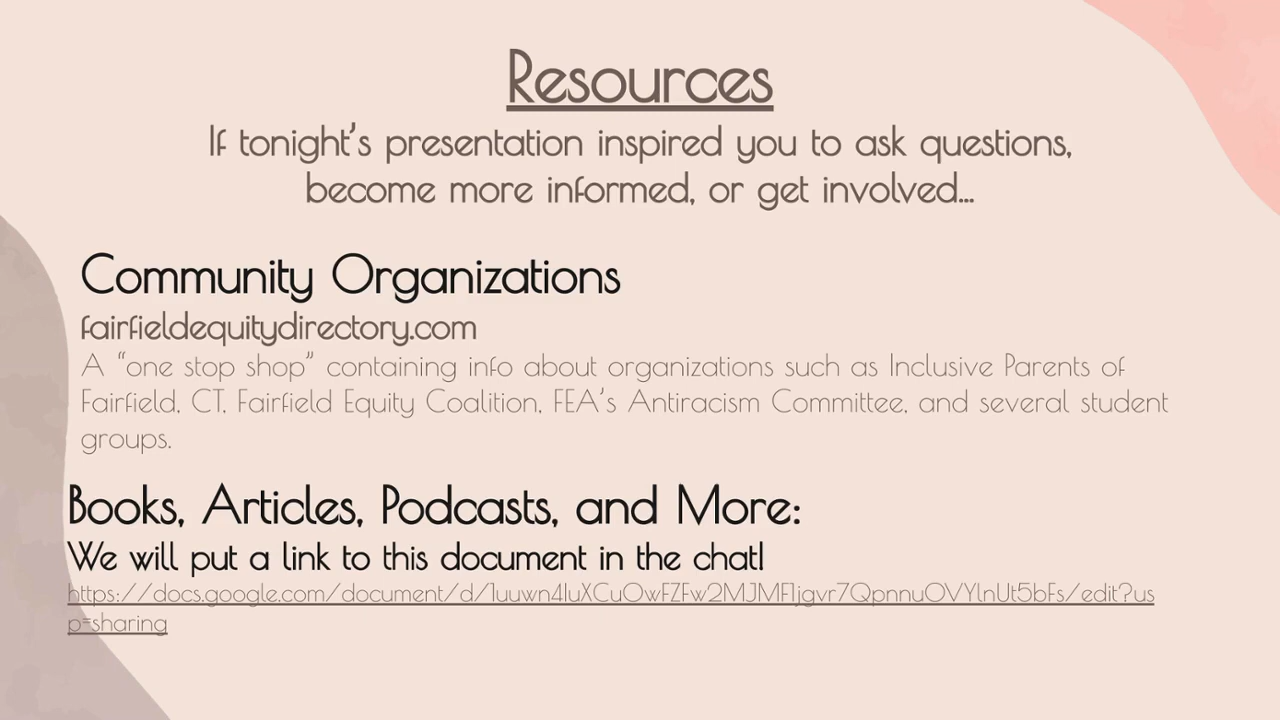 Resources
If tonight's presentation inspired you to ask questions,
become more informed, or get involved...
Community Organizations
fairfieldequitydirectory.com
A “one stop shop” containing info about organizations such as Inclusive Parents of
Fairfield, CT, Fairfield Equity Coalition, FEA's Antiracism Committee, and several student
groups.
Books, Articles, Podcasts, and More:
We will put a link to this document in the chat!
https://docs.google.com/document/d/1uuwn4IuXCuOwFZFw2MJMF1jgvr7QpnnuOVYlnUt5bFs/edit?us
p=sharing